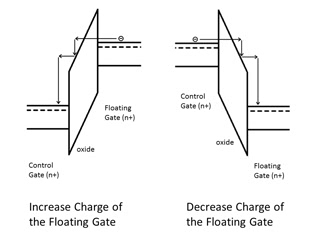 Floating
Gate (n+)
oxide
Control
Gate (n+)
Increase Charge of
the Floating Gate
Control
Gate (n+)
oxide
Floating
Gate (n+)
Decrease Charge of
the Floating Gate